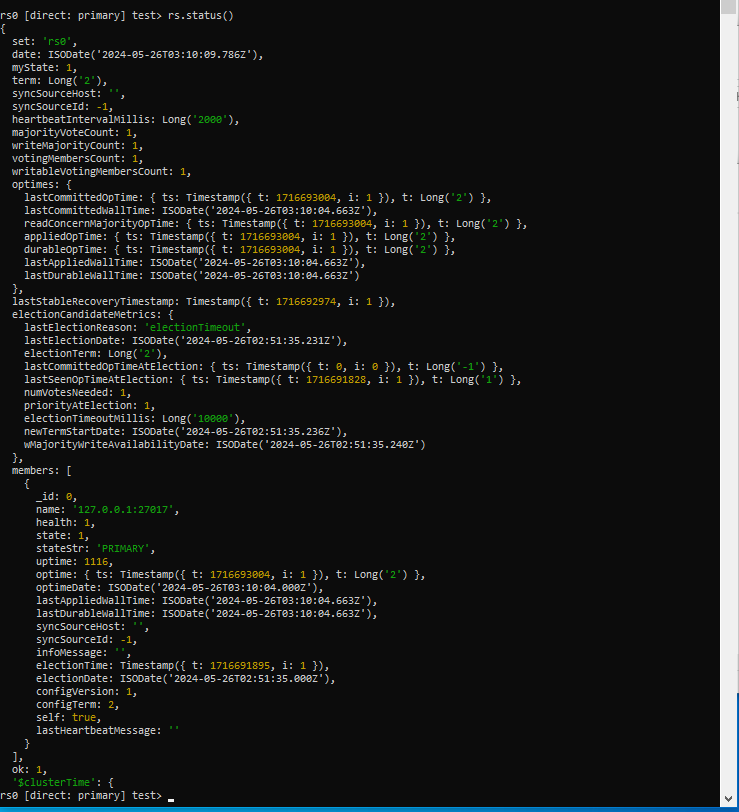 rs0 [direct: primary] test> rs.status()
{
  set: 'rs0',
  date: ISODate('2024-05-26T03:10:09.786Z'),
  myState: 1,
  term: Long('2'),
  syncSourceHost: '',
  syncSourceId: -1,
  heartbeatIntervalMillis: Long('2000'),
  majorityVoteCount: 1,
  writeMajorityCount: 1,
  votingMembersCount: 1,
  writableVotingMembersCount: 1,
  optimes: {
    lastCommittedOpTime: { ts: Timestamp({ t: 1716693004, i: 1 }), t: Long('2') },
    lastCommittedWallTime: ISODate('2024-05-26T03:10:04.663Z'),
    readConcernMajorityOpTime: { ts: Timestamp({ t: 1716693004, i: 1 }), t: Long('2') },
    appliedOpTime: { ts: Timestamp({ t: 1716693004, i: 1 }), t: Long('2') },
    durableOpTime: { ts: Timestamp({ t: 1716693004, i: 1 }), t: Long('2') },
    lastAppliedWallTime: ISODate('2024-05-26T03:10:04.663Z'),
    lastDurableWallTime: ISODate('2024-05-26T03:10:04.663Z')
  },
  lastStableRecoveryTimestamp: Timestamp({ t: 1716692974, i: 1 }),
  electionCandidateMetrics: {
    lastElectionReason: 'electionTimeout',
    lastElectionDate: ISODate('2024-05-26T02:51:35.231Z'),
    electionTerm: Long('2'),
    lastCommittedOpTimeAtElection: { ts: Timestamp({ t: 0, i: 0 }), t: Long('-1') },
    lastSeenOpTimeAtElection: { ts: Timestamp({ t: 1716691828, i: 1 }), t: Long('1') },
    numVotesNeeded: 1,
    priorityAtElection: 1,
    electionTimeoutMillis: Long('10000'),
    newTermStartDate: ISODate('2024-05-26T02:51:35.236Z'),
    wMajorityWriteAvailabilityDate: ISODate('2024-05-26T02:51:35.240Z')
  },
  members: [
    {
      _id: 0,
      name: '127.0.0.1:27017',
      health: 1,
      state: 1,
      stateStr: 'PRIMARY',
      uptime: 1116,
      optime: { ts: Timestamp({ t: 1716693004, i: 1 }), t: Long('2') },
      optimeDate: ISODate('2024-05-26T03:10:04.000Z'),
      lastAppliedWallTime: ISODate('2024-05-26T03:10:04.663Z'),
      lastDurableWallTime: ISODate('2024-05-26T03:10:04.663Z'),
      syncSourceHost: '',
      syncSourceId: -1,
      infoMessage: '',
      electionTime: Timestamp({ t: 1716691895, i: 1 }),
      electionDate: ISODate('2024-05-26T02:51:35.000Z'),
      configVersion: 1,
      configTerm: 2,
      self: true,
      lastHeartbeatMessage: ''
    }
  ],
  ok: 1,
  '$clusterTime': {
rs0 [direct: primary] test>